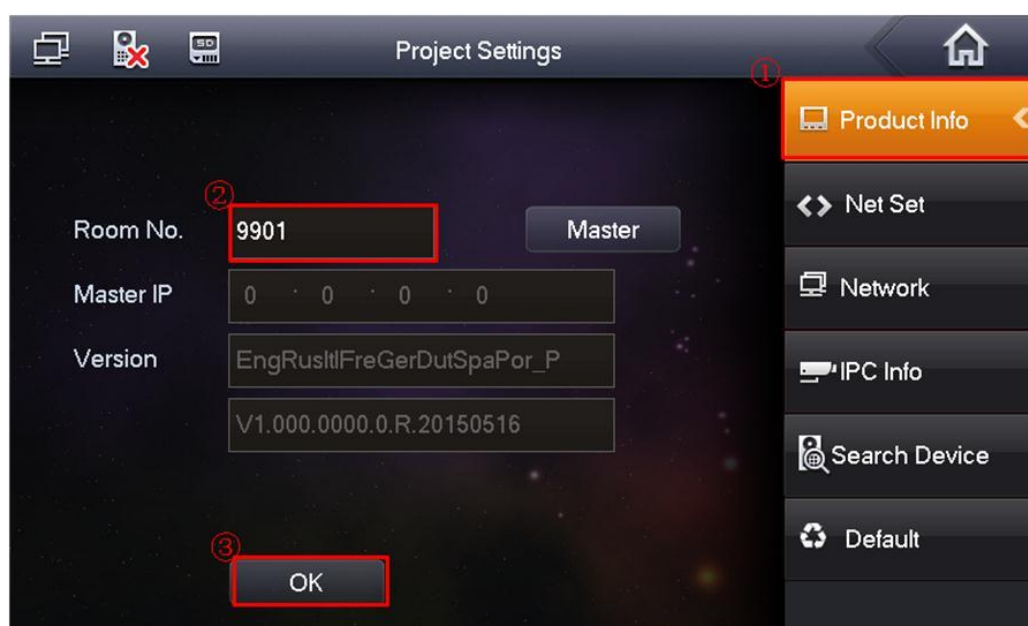 SD
Project Settings
①
Product Info
②
Net Set
Room No.
9901
Master
Master IP
0 . 0 . 0 . 0
Network
Version
EngRusItlFreGerDutSpaPor_P
IPC Info
V1.000.0000.0.R.20150516
Search Device
③
Default
OK